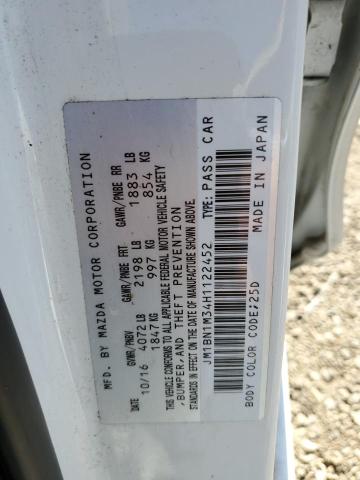 MFD. BY MAZDA MOTOR CORPORATION
DATE GVWR/PNBV GAWR/PNBE FRT GAWR/PNBE RR
10/16 4072 LB 2198 LB 1883 LB
1847 KG 997 KG 854 KG
THIS VEHICLE CONFORMS TO ALL APPLICABLE FEDERAL MOTOR VEHICLE SAFETY
, BUMPER, AND THEFT PREVENTION
STANDARDS IN EFFECT ON THE DATE OF MANUFACTURE SHOWN ABOVE.
JM1BN1M34H1122452 TYPE: PASS CAR
BODY COLOR CODE:25D MADE IN JAPAN